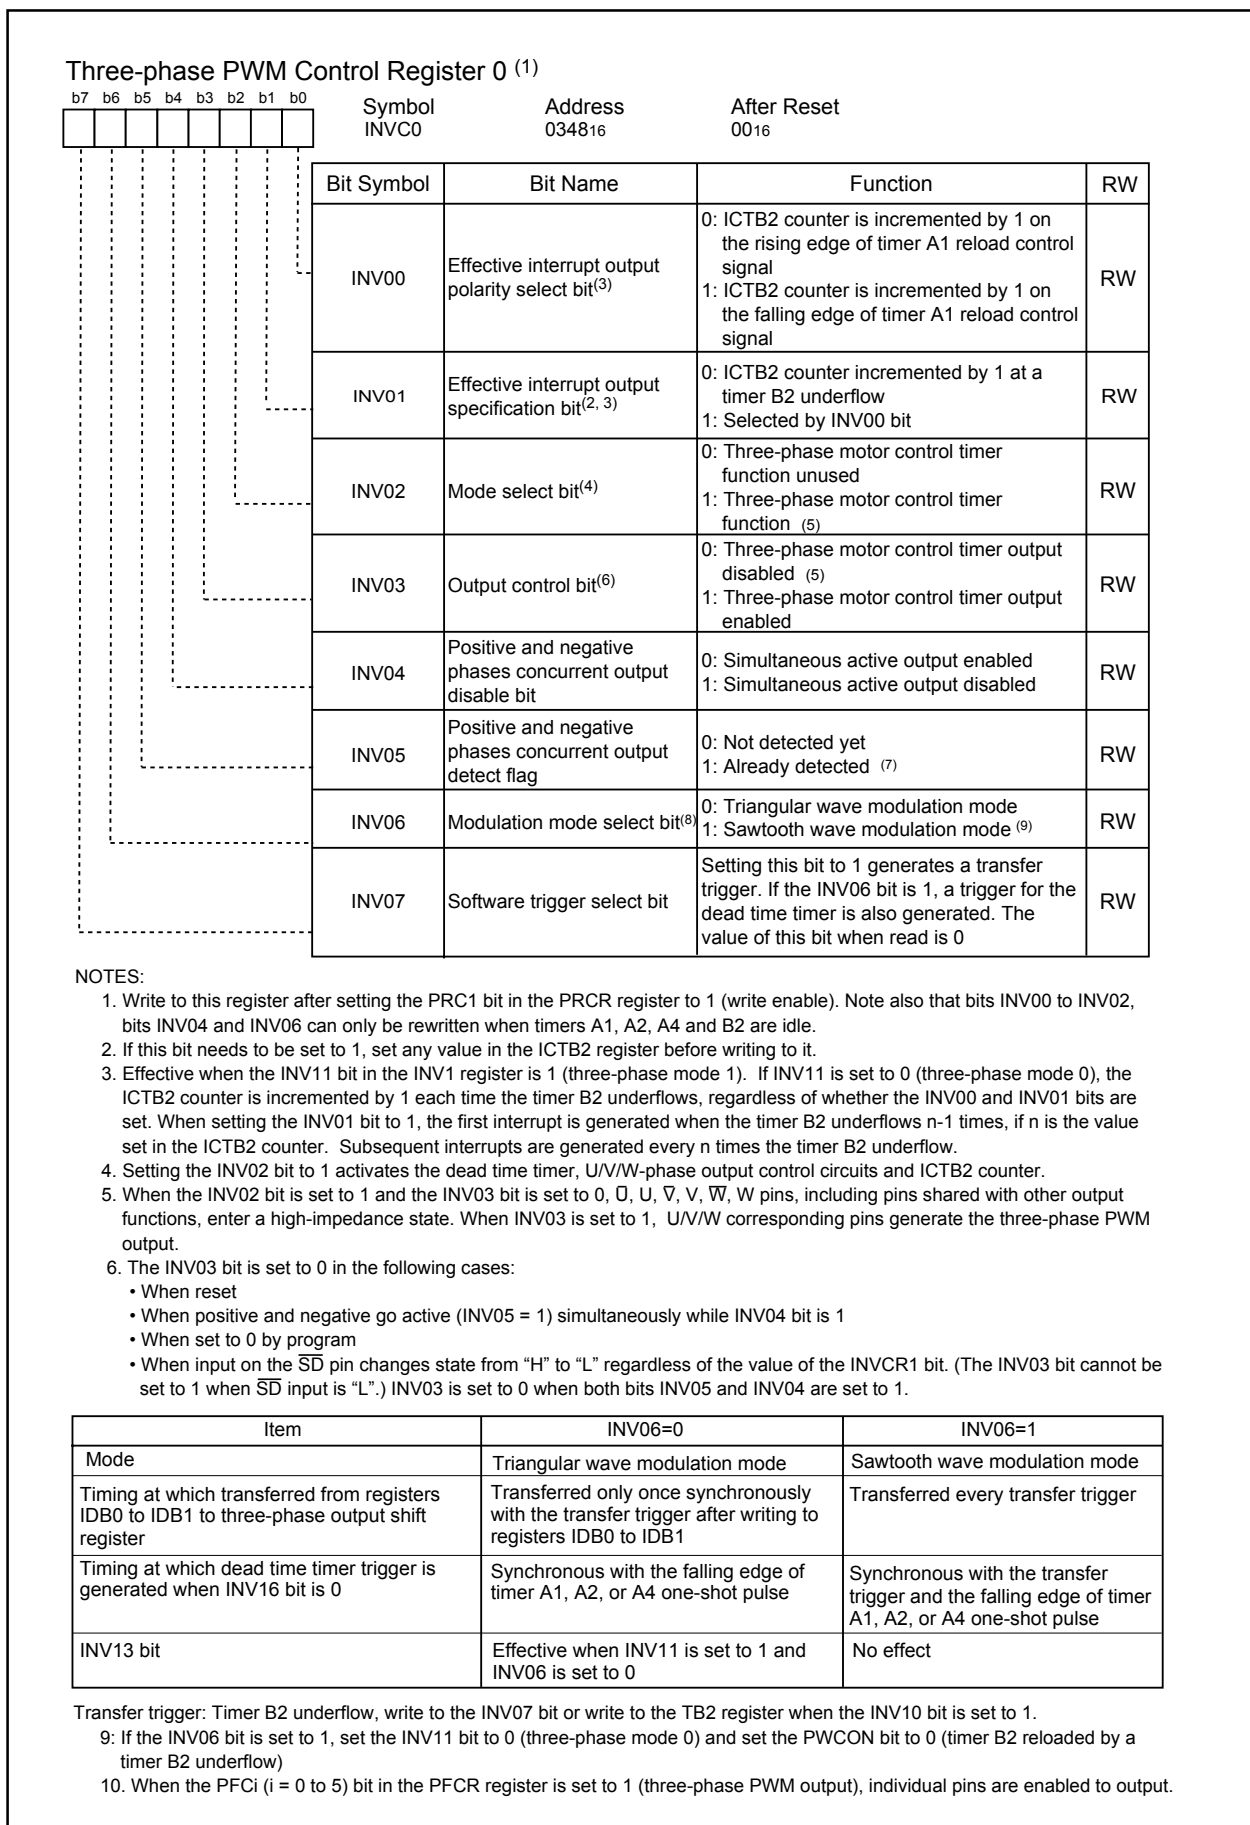 Three-phase PWM Control Register 0 (1)
b7 b6 b5 b4 b3 b2 b1 b0
Symbol Address After Reset
INVC0 034816 0016
Bit Symbol Bit Name Function RW
INV00
Effective interrupt output
polarity select bit(3)
0: ICTB2 counter is incremented by 1 on
the rising edge of timer A1 reload control
signal
1: ICTB2 counter is incremented by 1 on
the falling edge of timer A1 reload control
signal
RW
INV01
Effective interrupt output
specification bit(2, 3)
0: ICTB2 counter incremented by 1 at a
timer B2 underflow
1: Selected by INV00 bit
RW
INV02
Mode select bit(4)
0: Three-phase motor control timer
function unused
1: Three-phase motor control timer
function (5)
RW
INV03
Output control bit(6)
0: Three-phase motor control timer output
disabled (5)
1: Three-phase motor control timer output
enabled
RW
INV04
Positive and negative
phases concurrent output
disable bit
0: Simultaneous active output enabled
1: Simultaneous active output disabled
RW
INV05
Positive and negative
phases concurrent output
detect flag
0: Not detected yet
1: Already detected (7)
RW
INV06
Modulation mode select bit(8)
0: Triangular wave modulation mode
1: Sawtooth wave modulation mode (9)
RW
INV07
Software trigger select bit
Setting this bit to 1 generates a transfer
trigger. If the INV06 bit is 1, a trigger for the
dead time timer is also generated. The
value of this bit when read is 0
RW
NOTES:
1. Write to this register after setting the PRC1 bit in the PRCR register to 1 (write enable). Note also that bits INV00 to INV02,
bits INV04 and INV06 can only be rewritten when timers A1, A2, A4 and B2 are idle.
2. If this bit needs to be set to 1, set any value in the ICTB2 register before writing to it.
3. Effective when the INV11 bit in the INV1 register is 1 (three-phase mode 1). If INV11 is set to 0 (three-phase mode 0), the
ICTB2 counter is incremented by 1 each time the timer B2 underflows, regardless of whether the INV00 and INV01 bits are
set. When setting the INV01 bit to 1, the first interrupt is generated when the timer B2 underflows n-1 times, if n is the value
set in the ICTB2 counter. Subsequent interrupts are generated every n times the timer B2 underflow.
4. Setting the INV02 bit to 1 activates the dead time timer, U/V/W-phase output control circuits and ICTB2 counter.
5. When the INV02 bit is set to 1 and the INV03 bit is set to 0, U̅, U, V̅, V, W̅, W pins, including pins shared with other output
functions, enter a high-impedance state. When INV03 is set to 1, U/V/W corresponding pins generate the three-phase PWM
output.
6. The INV03 bit is set to 0 in the following cases:
• When reset
• When positive and negative go active (INV05 = 1) simultaneously while INV04 bit is 1
• When set to 0 by program
• When input on the S̅D̅ pin changes state from “H” to “L” regardless of the value of the INVCR1 bit. (The INV03 bit cannot be
set to 1 when S̅D̅ input is “L”.) INV03 is set to 0 when both bits INV05 and INV04 are set to 1.
Item INV06=0 INV06=1
Mode
Triangular wave modulation mode
Sawtooth wave modulation mode
Timing at which transferred from registers
IDB0 to IDB1 to three-phase output shift
register
Transferred only once synchronously
with the transfer trigger after writing to
registers IDB0 to IDB1
Transferred every transfer trigger
Timing at which dead time timer trigger is
generated when INV16 bit is 0
Synchronous with the falling edge of
timer A1, A2, or A4 one-shot pulse
Synchronous with the transfer
trigger and the falling edge of timer
A1, A2, or A4 one-shot pulse
INV13 bit
Effective when INV11 is set to 1 and
INV06 is set to 0
No effect
Transfer trigger: Timer B2 underflow, write to the INV07 bit or write to the TB2 register when the INV10 bit is set to 1.
9: If the INV06 bit is set to 1, set the INV11 bit to 0 (three-phase mode 0) and set the PWCON bit to 0 (timer B2 reloaded by a
timer B2 underflow)
10. When the PFCi (i = 0 to 5) bit in the PFCR register is set to 1 (three-phase PWM output), individual pins are enabled to output.